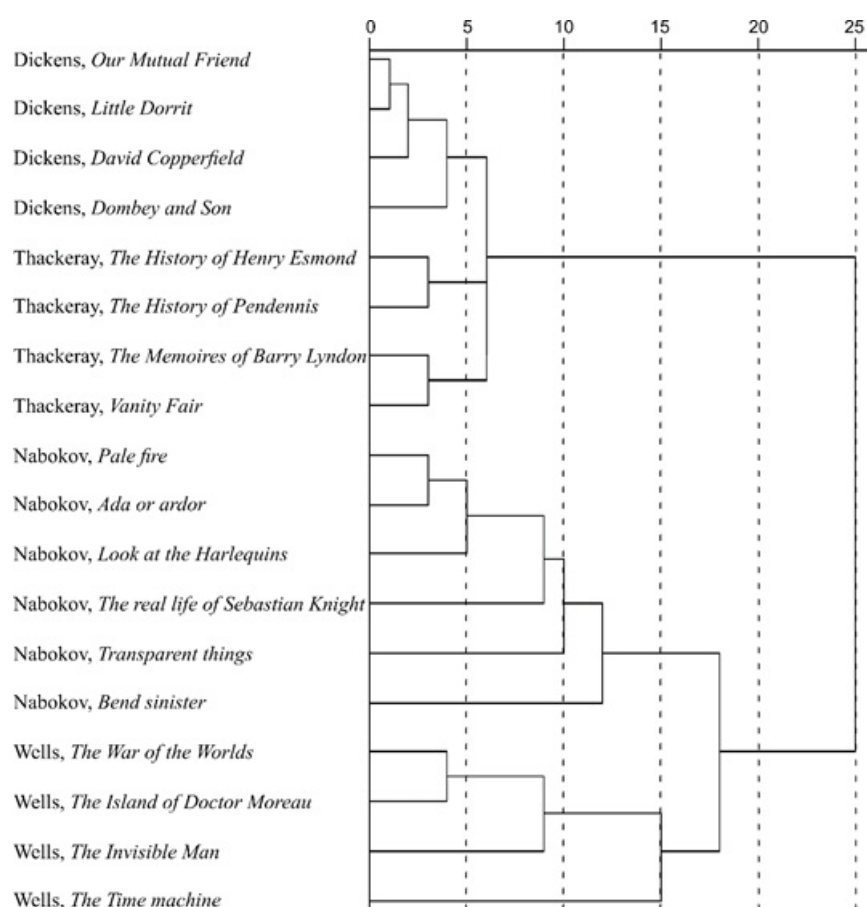 0 5 10 15 20 25
Dickens, Our Mutual Friend
Dickens, Little Dorrit
Dickens, David Copperfield
Dickens, Dombey and Son
Thackeray, The History of Henry Esmond
Thackeray, The History of Pendennis
Thackeray, The Memoires of Barry Lyndon
Thackeray, Vanity Fair
Nabokov, Pale fire
Nabokov, Ada or ardor
Nabokov, Look at the Harlequins
Nabokov, The real life of Sebastian Knight
Nabokov, Transparent things
Nabokov, Bend sinister
Wells, The War of the Worlds
Wells, The Island of Doctor Moreau
Wells, The Invisible Man
Wells, The Time machine